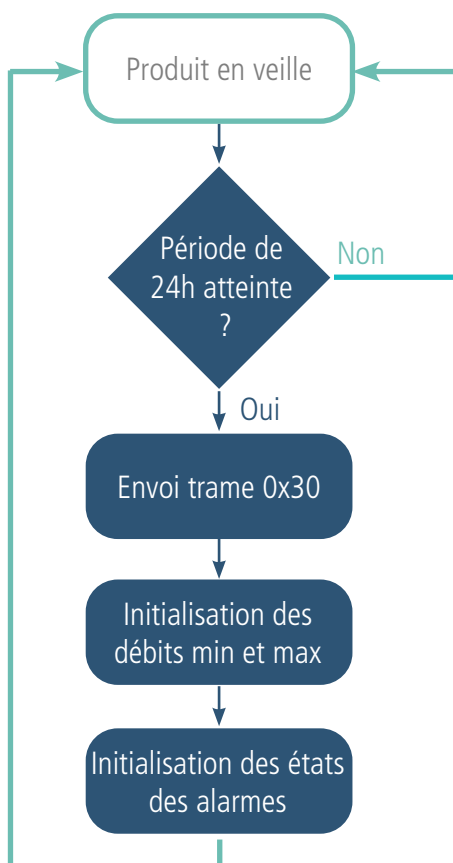 Produit en veille
Période de
24h atteinte
?
Non
Oui
Envoi trame 0x30
Initialisation des
débits min et max
Initialisation des états
des alarmes